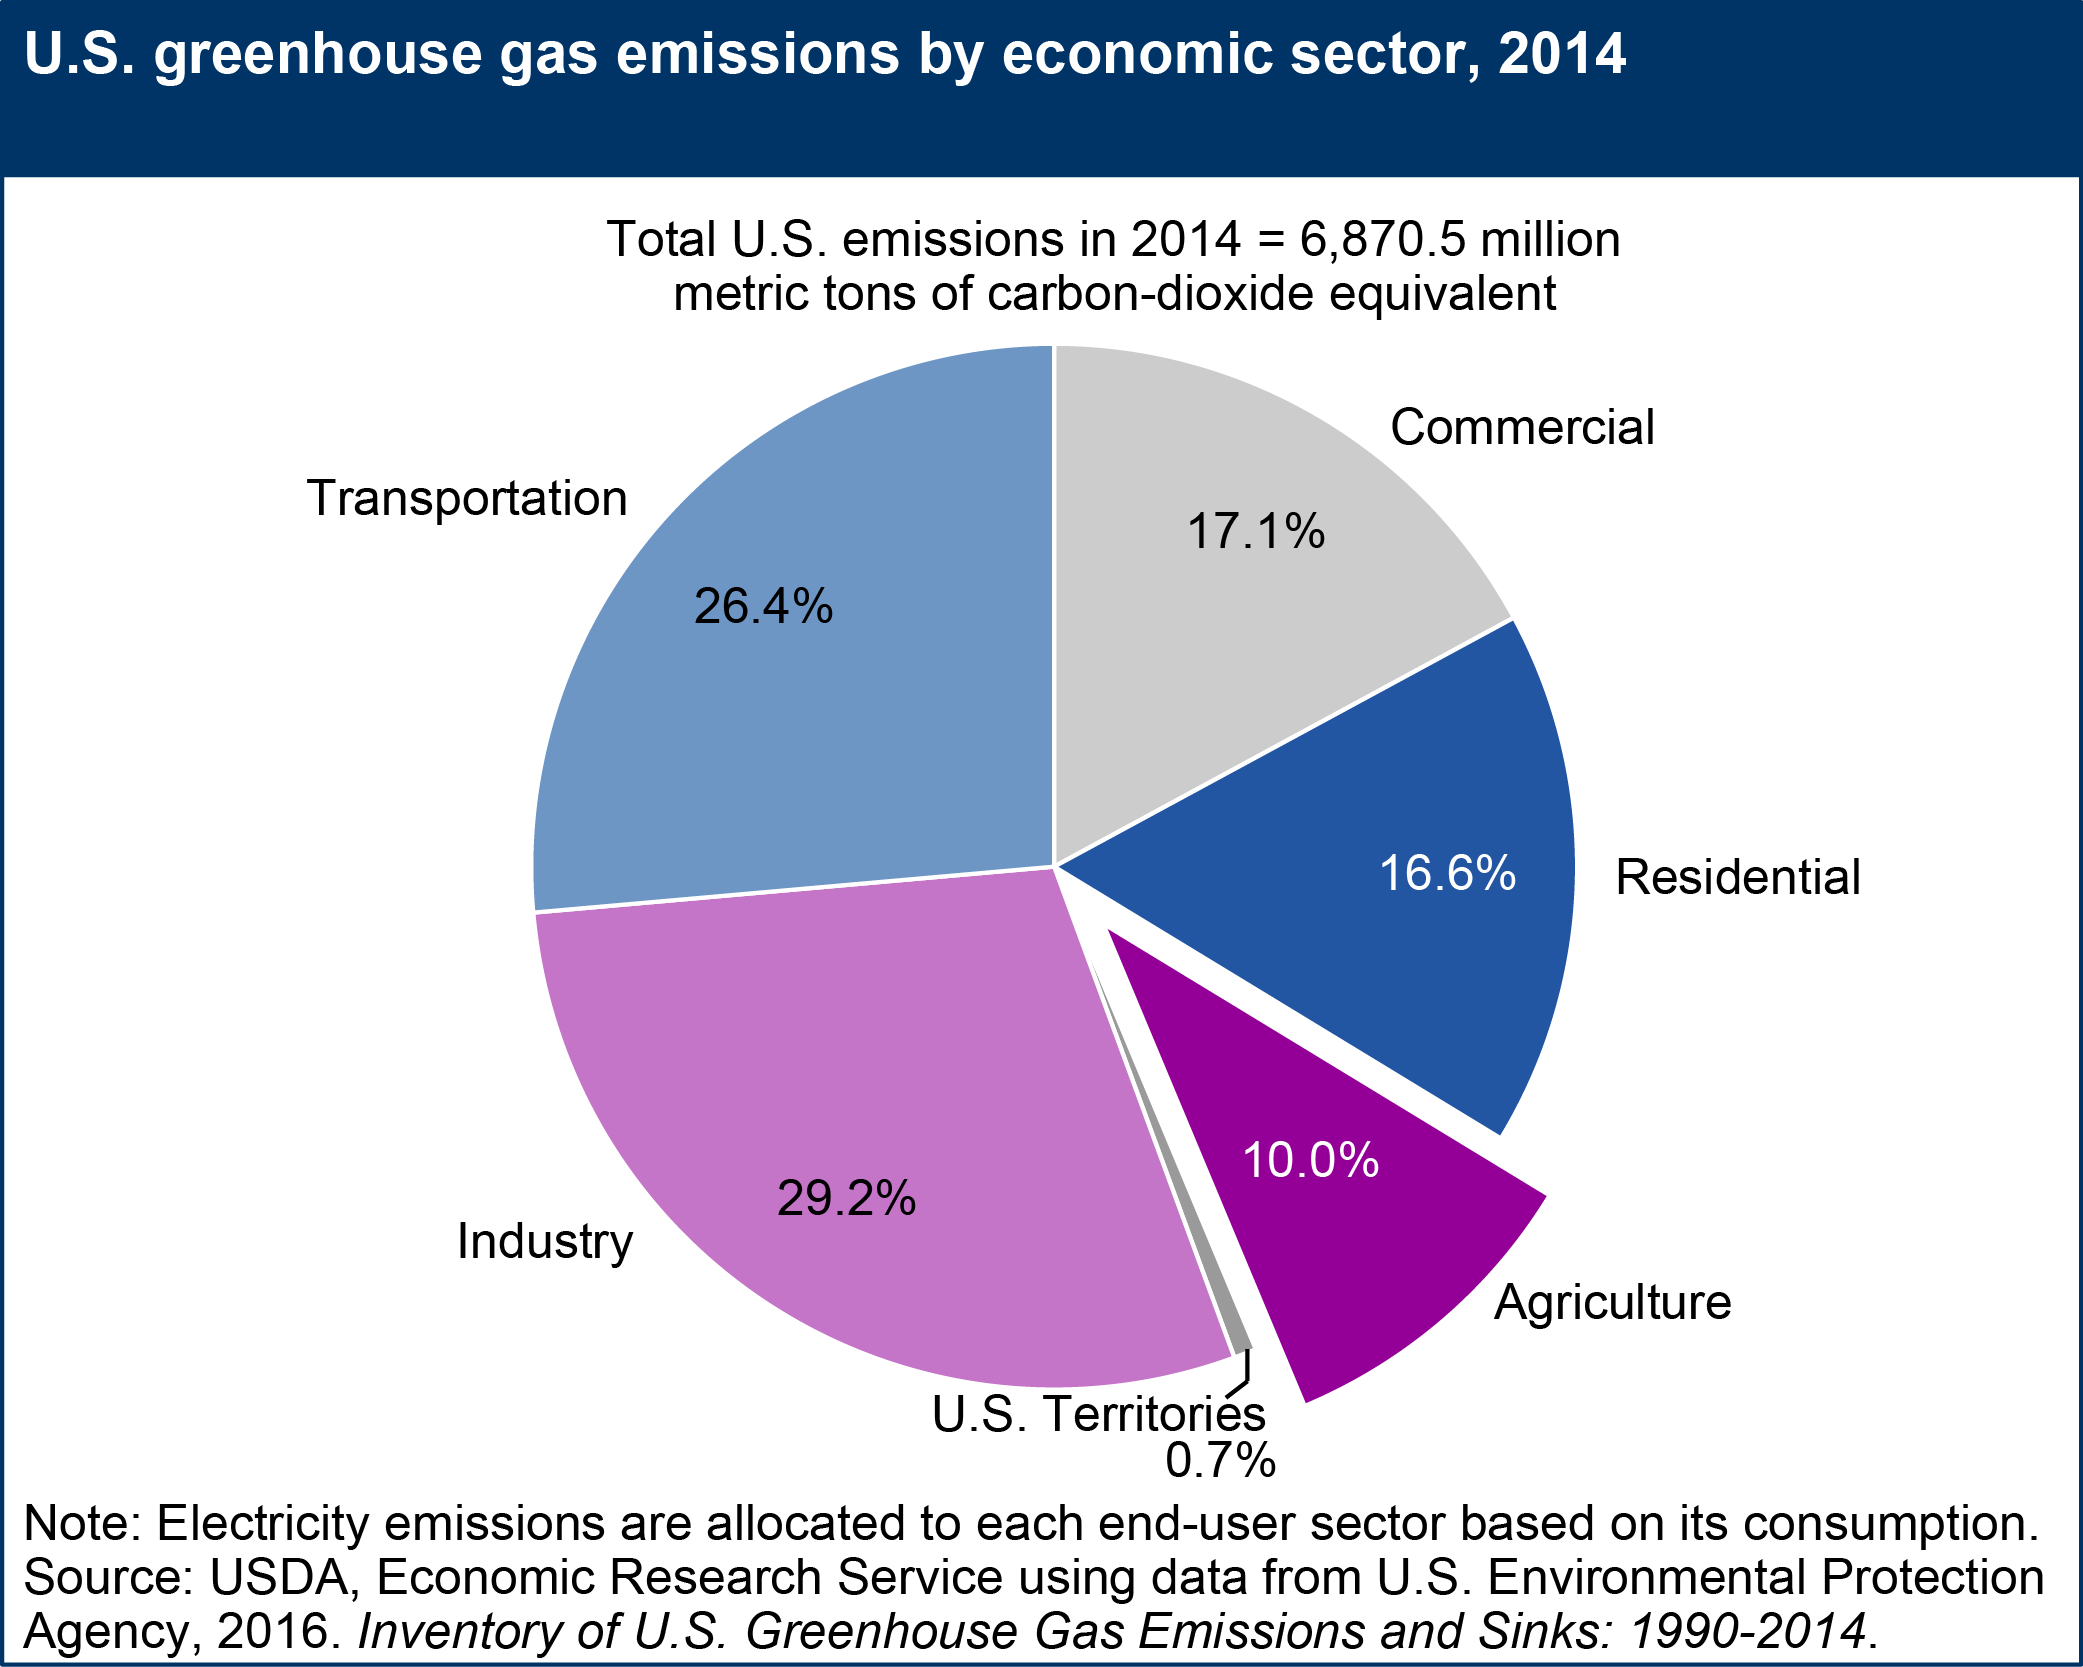 U.S. greenhouse gas emissions by economic sector, 2014
Total U.S. emissions in 2014 = 6,870.5 million
metric tons of carbon-dioxide equivalent
Commercial
17.1%
Transportation
26.4%
Residential
16.6%
Agriculture
10.0%
Industry
29.2%
U.S. Territories
0.7%
Note: Electricity emissions are allocated to each end-user sector based on its consumption.
Source: USDA, Economic Research Service using data from U.S. Environmental Protection
Agency, 2016. Inventory of U.S. Greenhouse Gas Emissions and Sinks: 1990-2014.